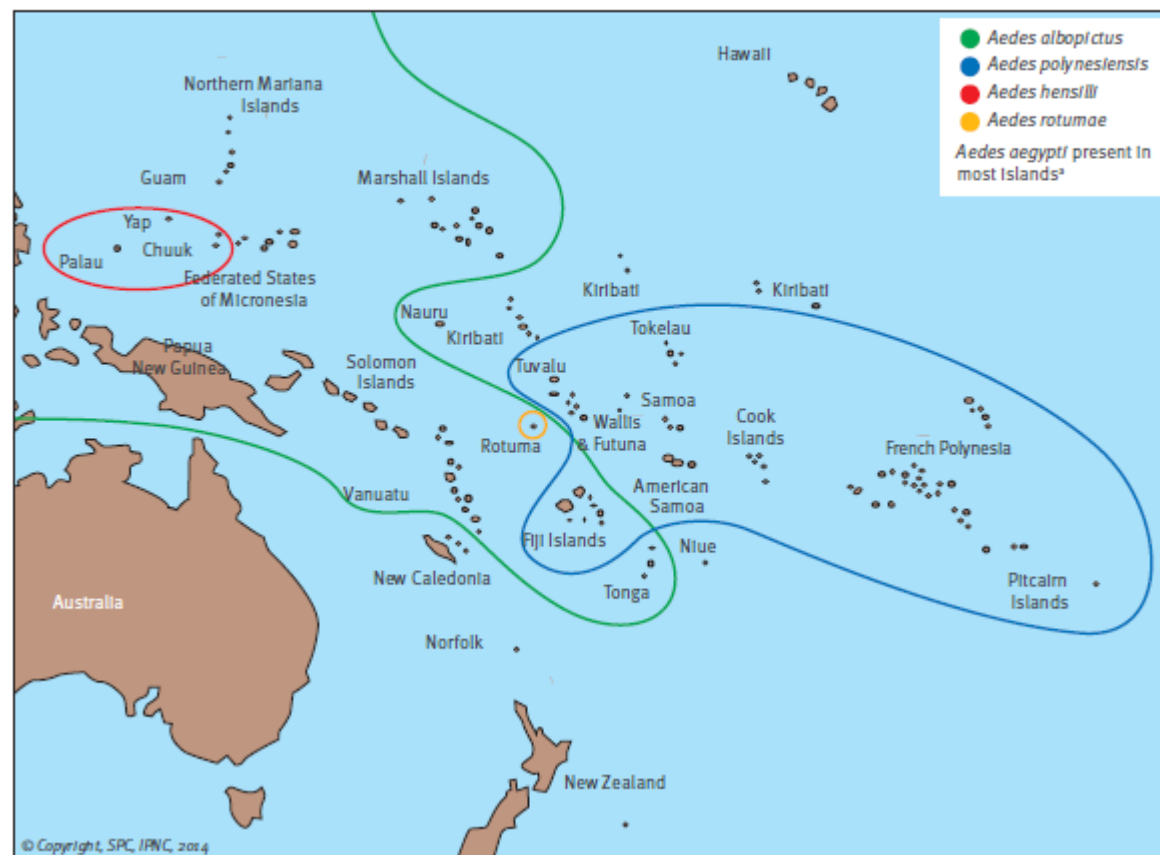 Aedes albopictus
Aedes polynesiensis
Aedes hensilli
Aedes rotumae
Aedes aegypti present in
most islandsª
Hawaii
Northern Mariana
Islands
Guam
Marshall Islands
Yap
Chuuk
Palau
Federated States
of Micronesia
Kiribati
Kiribati
Nauru
Kiribati
Tokelau
Papua
New Guinea
Solomon
Islands
Tuvalu
Samoa
Wallis
& Futuna
Cook
Islands
Rotuma
French Polynesia
American
Samoa
Vanuatu
Fiji Islands
Niue
New Caledonia
Tonga
Pitcairn
Islands
Australia
Norfolk
New Zealand
© Copyright, SPC, IPNC, 2014